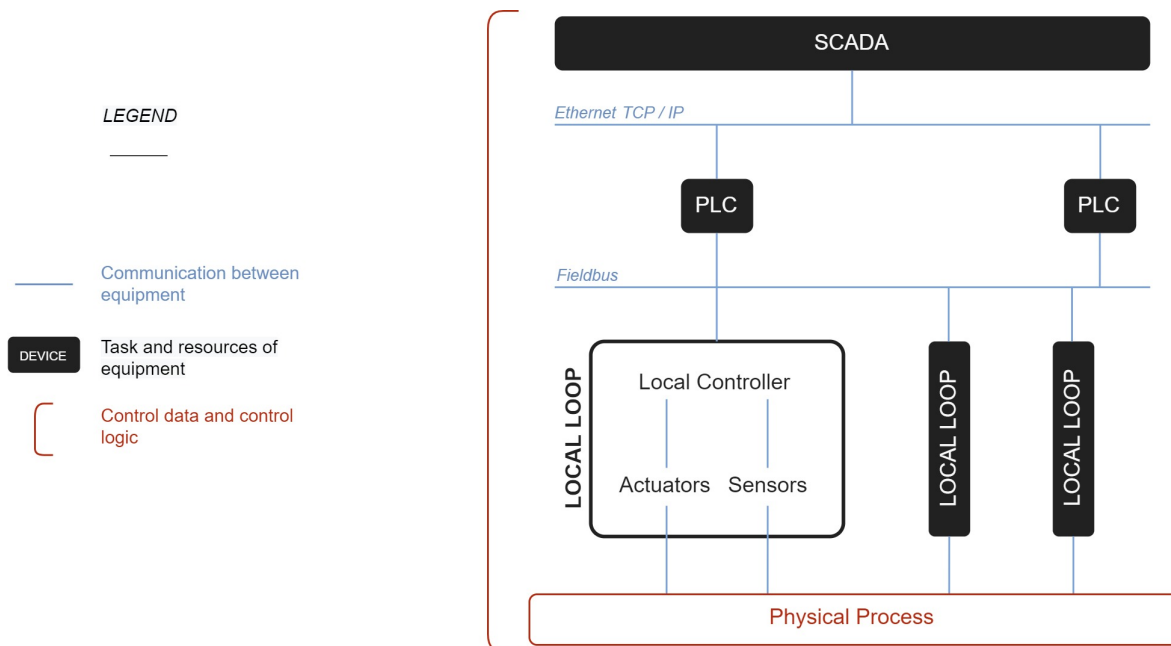 LEGEND
Communication between
equipment
DEVICE
Task and resources of
equipment
Control data and control
logic
SCADA
Ethernet TCP / IP
PLC
PLC
Fieldbus
LOCAL LOOP
Local Controller
Actuators
Sensors
LOCAL LOOP
LOCAL LOOP
Physical Process